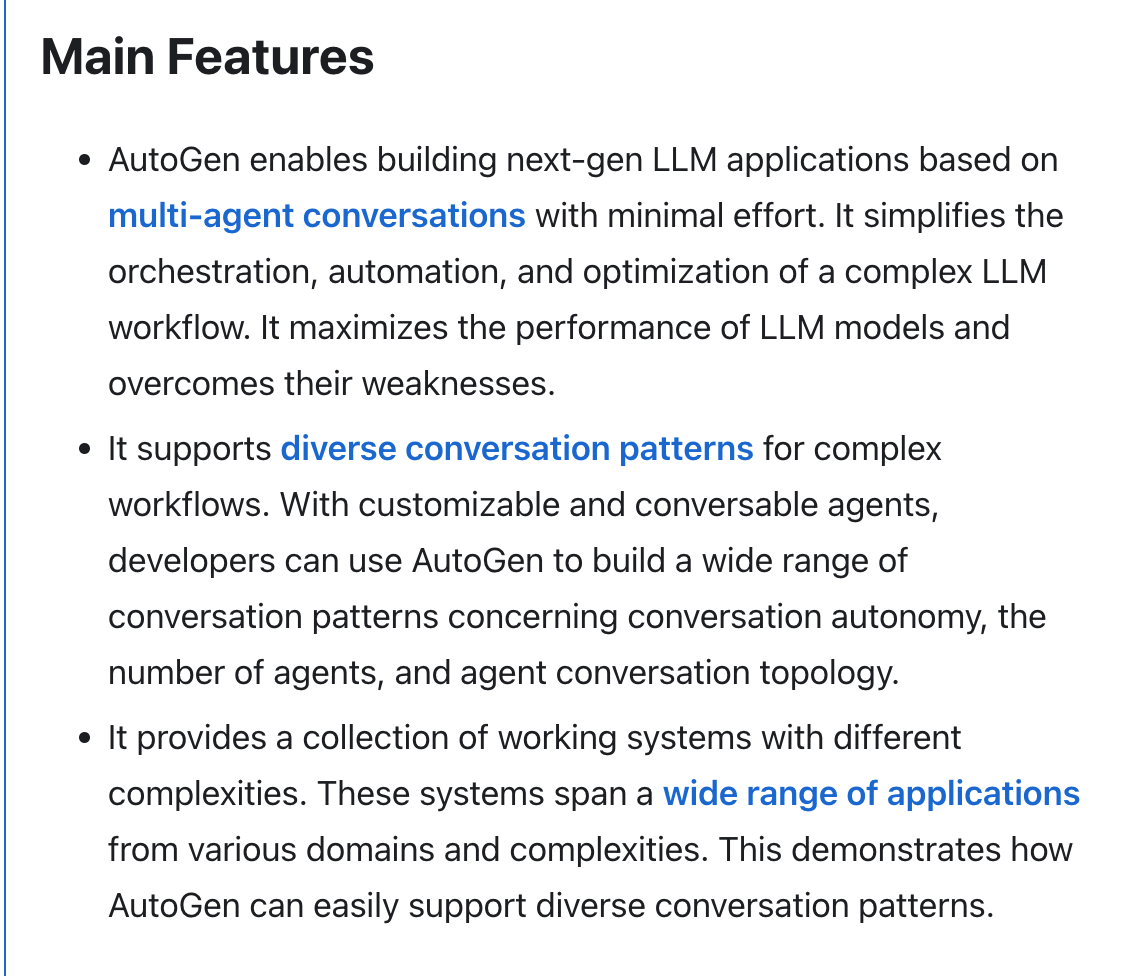 Main Features
• AutoGen enables building next-gen LLM applications based on
multi-agent conversations with minimal effort. It simplifies the
orchestration, automation, and optimization of a complex LLM
workflow. It maximizes the performance of LLM models and
overcomes their weaknesses.
• It supports diverse conversation patterns for complex
workflows. With customizable and conversable agents,
developers can use AutoGen to build a wide range of
conversation patterns concerning conversation autonomy, the
number of agents, and agent conversation topology.
• It provides a collection of working systems with different
complexities. These systems span a wide range of applications
from various domains and complexities. This demonstrates how
AutoGen can easily support diverse conversation patterns.